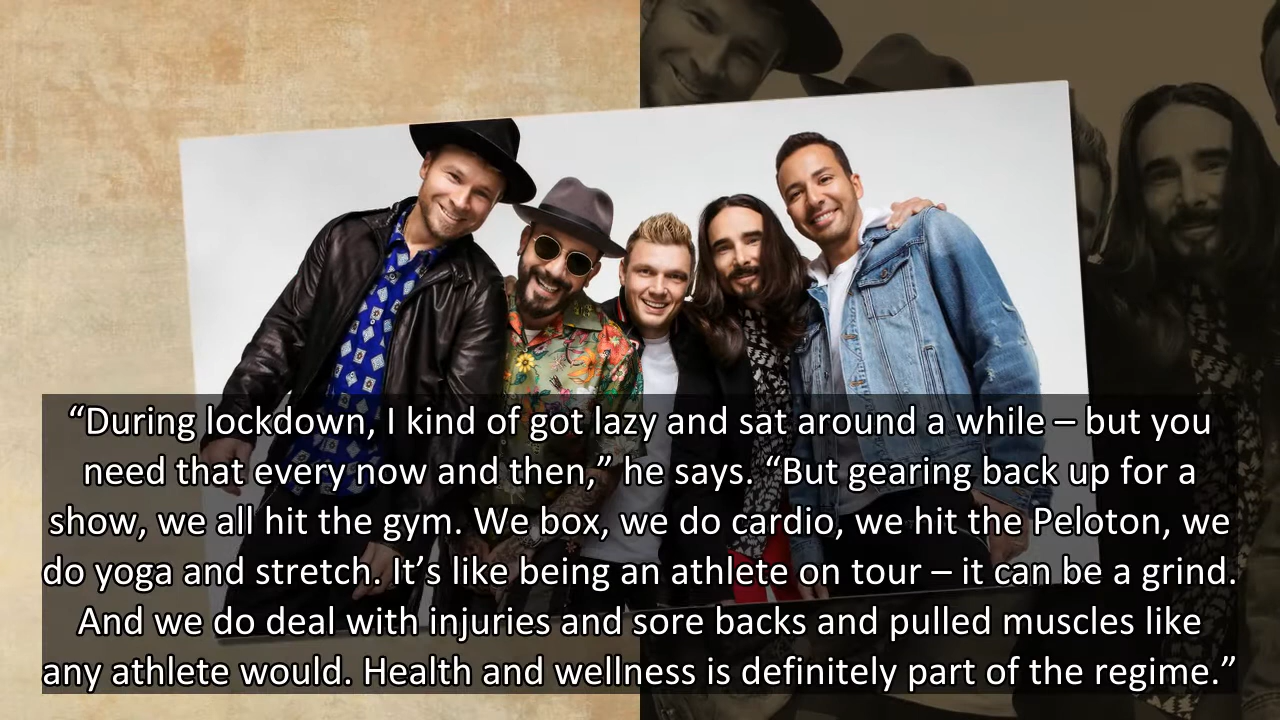 “During lockdown, I kind of got lazy and sat around a while – but you
need that every now and then,” he says. “But gearing back up for a
show, we all hit the gym. We box, we do cardio, we hit the Peloton, we
do yoga and stretch. It’s like being an athlete on tour – it can be a grind.
And we do deal with injuries and sore backs and pulled muscles like
any athlete would. Health and wellness is definitely part of the regime.”